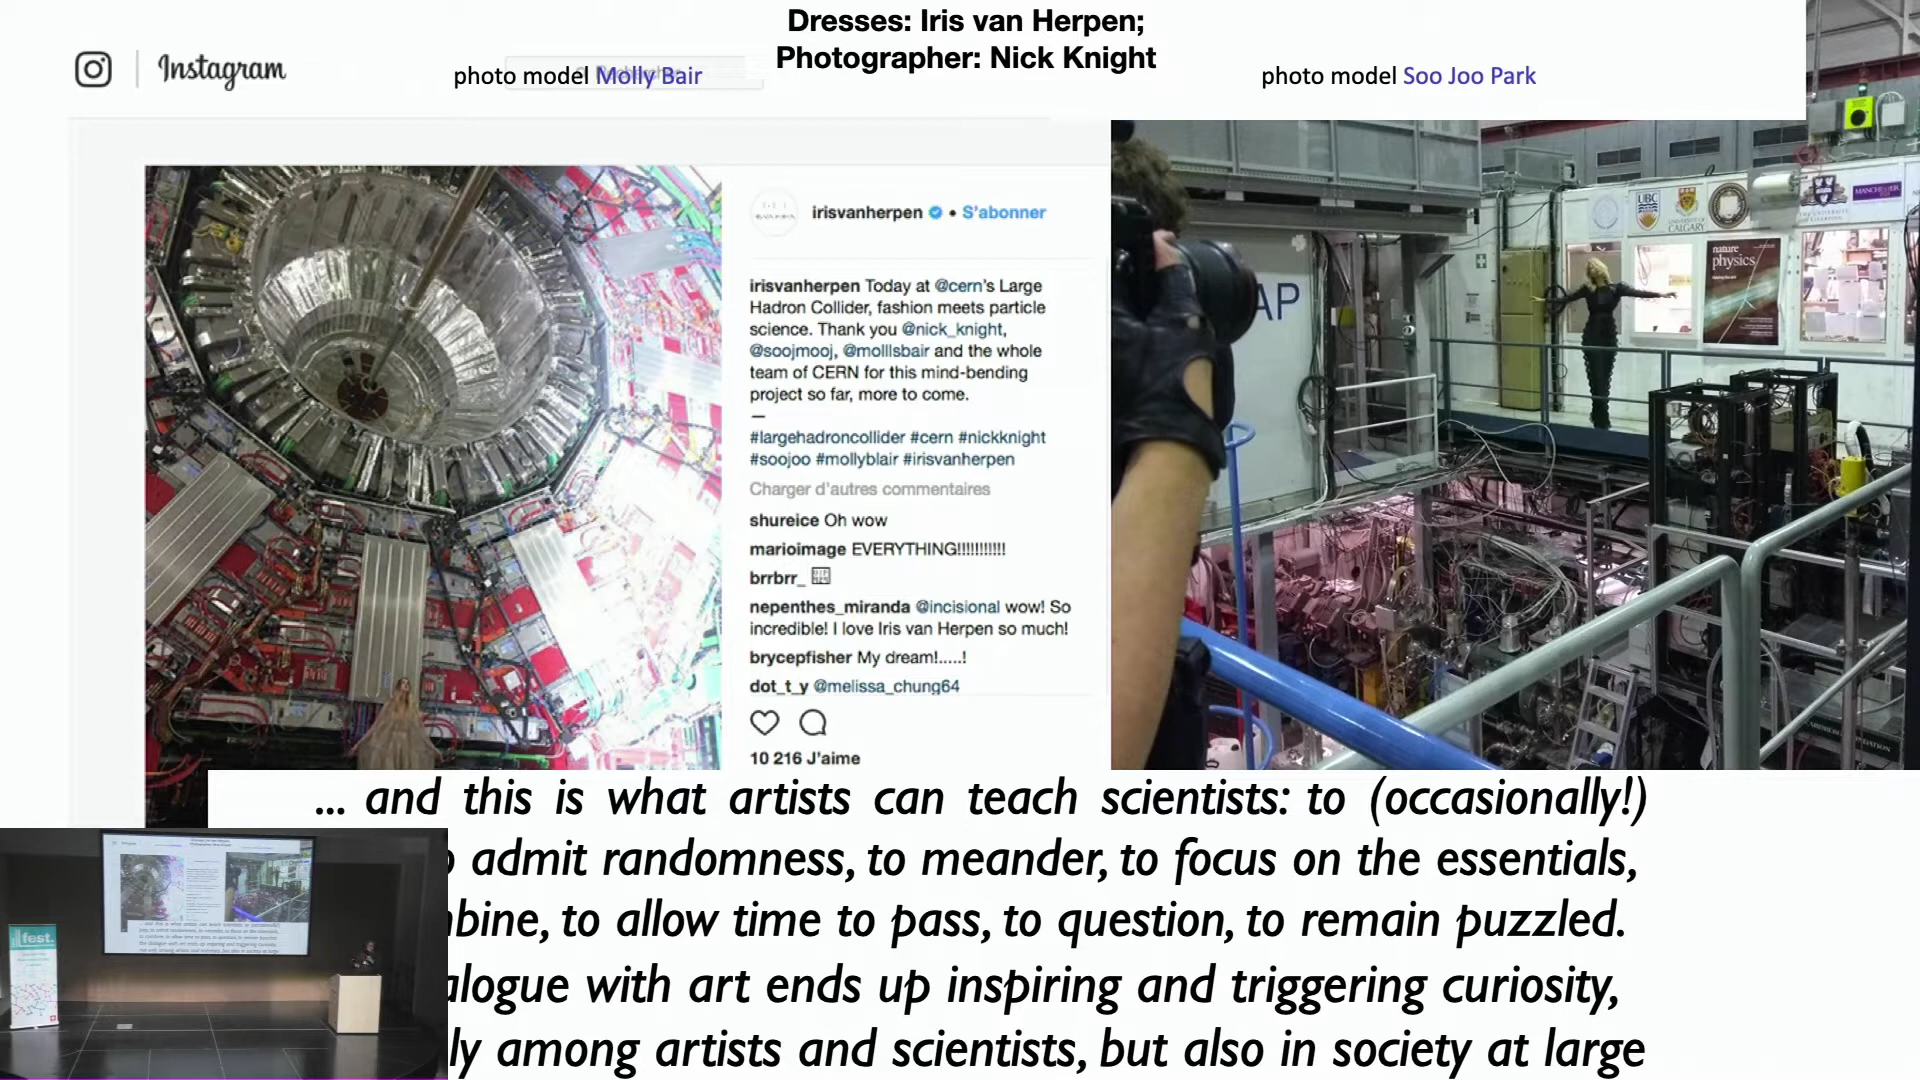 Dresses: Iris van Herpen;
Photographer: Nick Knight
Instagram
photo model Molly Bair
photo model Soo Joo Park
irisvanherpen • S'abonner
irisvanherpen Today at @cern's Large
Hadron Collider, fashion meets particle
science. Thank you @nick_knight,
@soojmooj, @molllsbair and the whole
team of CERN for this mind-bending
project so far, more to come.
—
#largehadroncollider #cern #nickknight
#soojoo #mollyblair #irisvanherpen
Charger d'autres commentaires
shureice Oh wow
marioimage EVERYTHING!!!!!!!!!!!
brrbrr_
nepenthes_miranda @incisional wow! So
incredible! I love Iris van Herpen so much!
brycepfisher My dream!.....!
dot_t_y @melissa_chung64
10 216 J'aime
AP
UBC
UNIVERSITY OF
CALGARY
MANCHESTER
nature
physics
... and this is what artists can teach scientists: to (occasionally!)
admit randomness, to meander, to focus on the essentials,
to allow time to pass, to question, to remain puzzled.
with art ends up inspiring and triggering curiosity,
among artists and scientists, but also in society at large
fest.